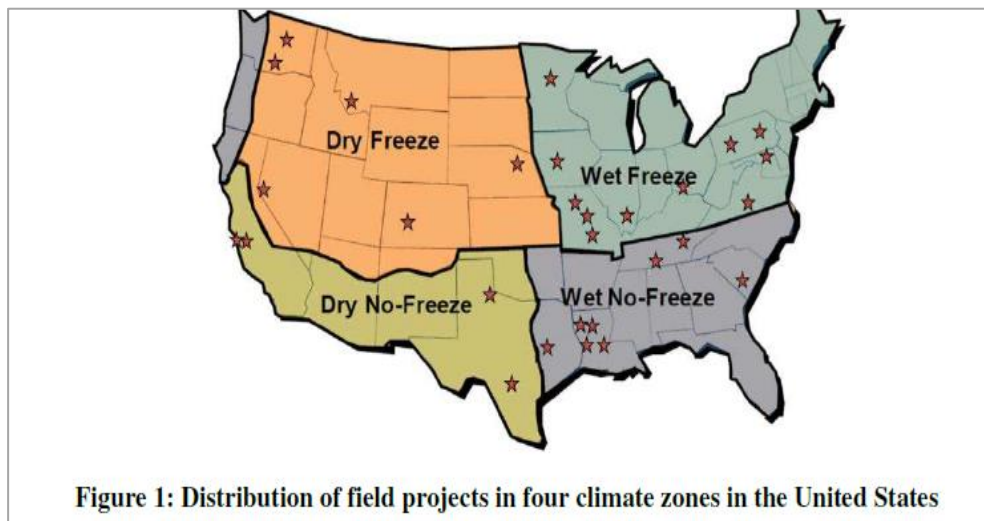 Dry Freeze
Wet Freeze
Dry No-Freeze
Wet No-Freeze
Figure 1: Distribution of field projects in four climate zones in the United States